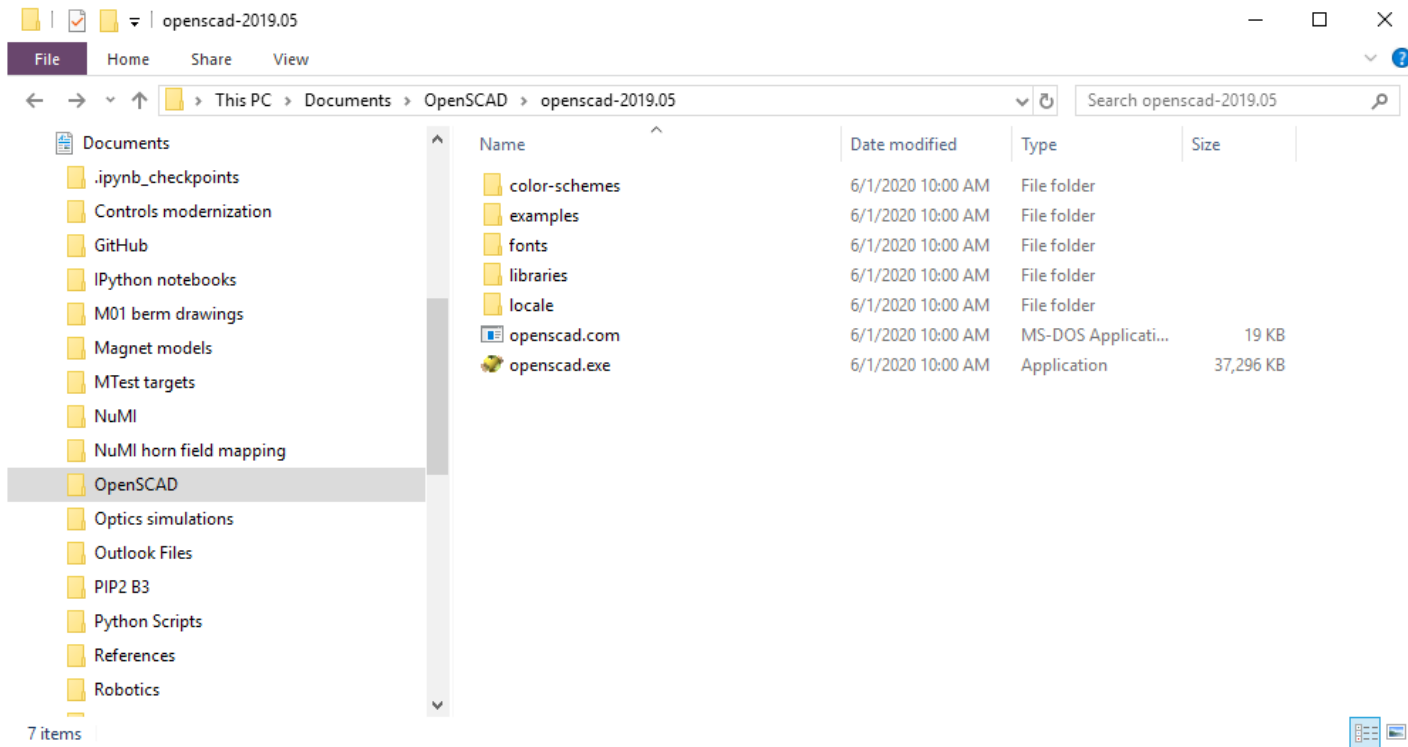 openscad-2019.05
File Home Share View ?
This PC > Documents > OpenSCAD > openscad-2019.05 Search openscad-2019.05
Documents
.ipynb_checkpoints
Controls modernization
GitHub
IPython notebooks
M01 berm drawings
Magnet models
MTest targets
NuMI
NuMI horn field mapping
OpenSCAD
Optics simulations
Outlook Files
PIP2 B3
Python Scripts
References
Robotics
Name Date modified Type Size
color-schemes 6/1/2020 10:00 AM File folder
examples 6/1/2020 10:00 AM File folder
fonts 6/1/2020 10:00 AM File folder
libraries 6/1/2020 10:00 AM File folder
locale 6/1/2020 10:00 AM File folder
openscad.com 6/1/2020 10:00 AM MS-DOS Applicati... 19 KB
openscad.exe 6/1/2020 10:00 AM Application 37,296 KB
7 items